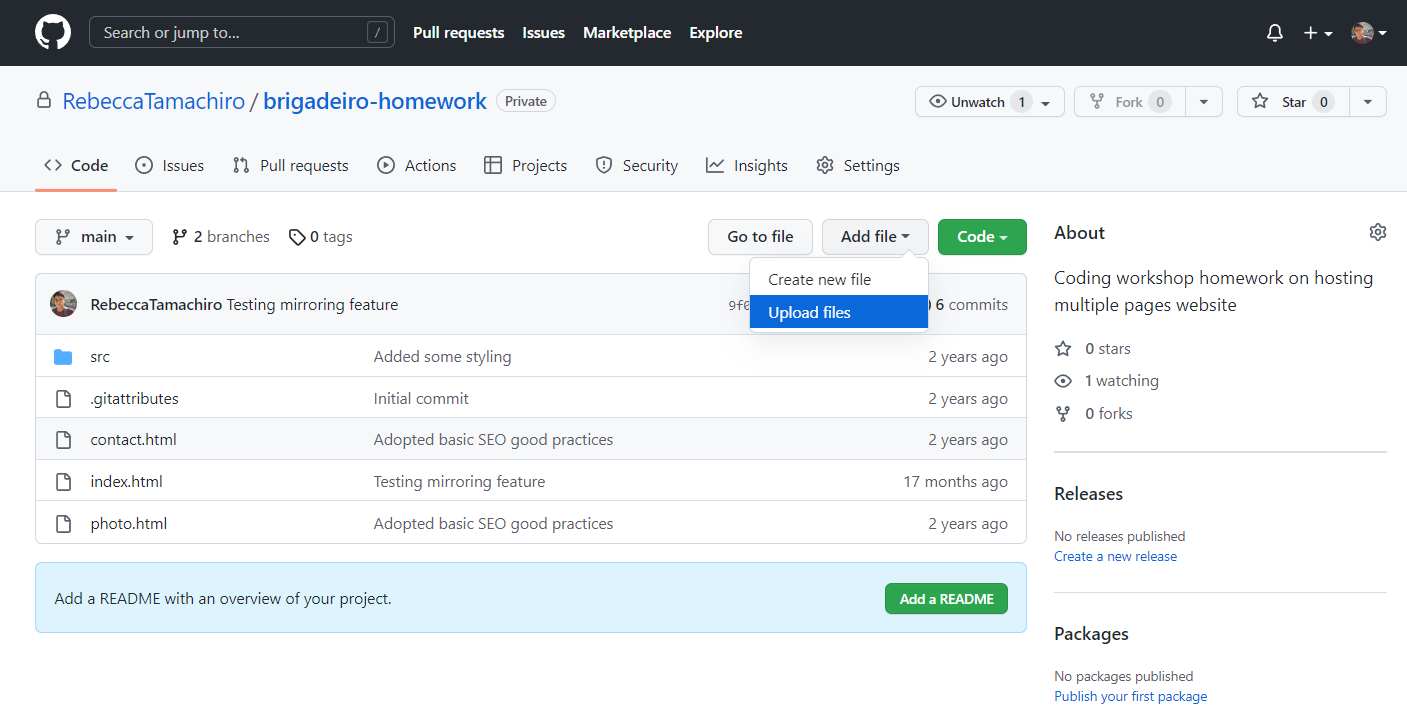 Search or jump to... / Pull requests Issues Marketplace Explore
RebeccaTamachiro / brigadeiro-homework Private Unwatch 1 Fork 0 Star 0
Code Issues Pull requests Actions Projects Security Insights Settings
main 2 branches 0 tags Go to file Add file Code
Create new file
Upload files
RebeccaTamachiro Testing mirroring feature 6 commits
src Added some styling 2 years ago
.gitattributes Initial commit 2 years ago
contact.html Adopted basic SEO good practices 2 years ago
index.html Testing mirroring feature 17 months ago
photo.html Adopted basic SEO good practices 2 years ago
Add a README with an overview of your project. Add a README
About
Coding workshop homework on hosting
multiple pages website
0 stars
1 watching
0 forks
Releases
No releases published
Create a new release
Packages
No packages published
Publish your first package